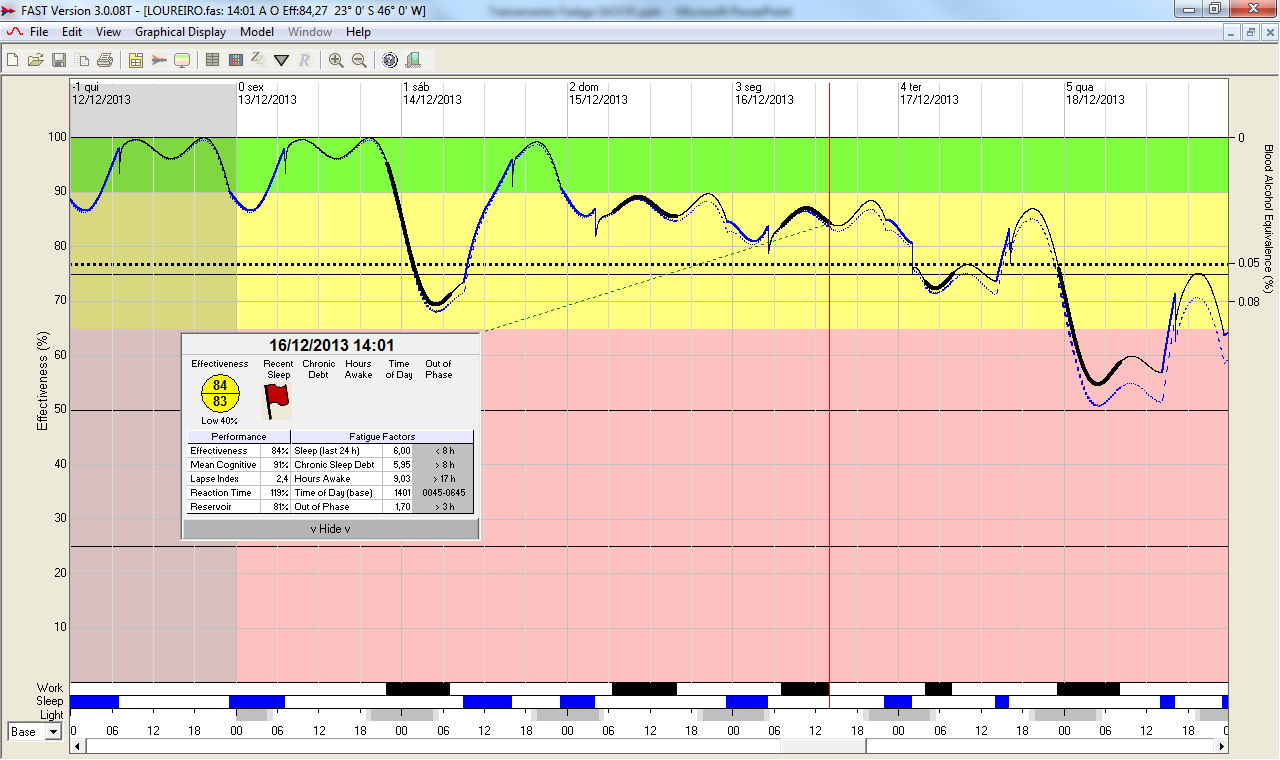 FAST Version 3.0.08T - [LOUREIRO.fas: 14:01 A O Eff:84,27 23° 0' S 46° 0' W]
File Edit View Graphical Display Model Window Help
-1 qui 0 sex 1 sáb 2 dom 3 seg 4 ter 5 qua
12/12/2013 13/12/2013 14/12/2013 15/12/2013 16/12/2013 17/12/2013 18/12/2013
100 0
90
80
0.05
70 0.08
60
50
40
30
20
10
Effectiveness (%)
Blood Alcohol Equivalence (%)
16/12/2013 14:01
Effectiveness Recent Sleep Chronic Debt Hours Awake Time of Day Out of Phase
84
83
Low 40%
Performance Fatigue Factors
Effectiveness 84% Sleep (last 24 h) 6,00 < 8 h
Mean Cognitive 91% Chronic Sleep Debt 5,95 > 8 h
Lapse Index 2,4 Hours Awake 9,03 > 17 h
Reaction Time 119% Time of Day (base) 1401 0045-0645
Reservoir 81% Out of Phase 1,70 > 3 h
v Hide v
Work
Sleep
Light
Base 0 06 12 18 00 06 12 18 00 06 12 18 00 06 12 18 00 06 12 18 00 06 12 18 00 06 12 18